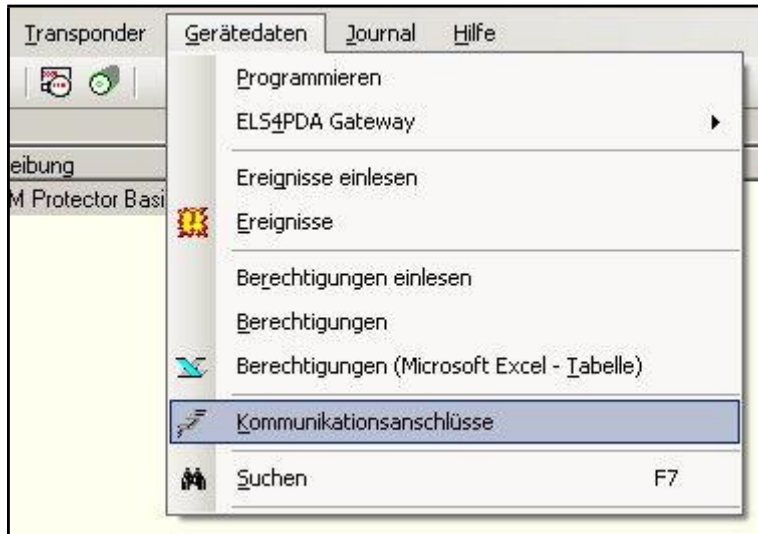 Transponder Gerätedaten Journal Hilfe
Programmieren
ELS4PDA Gateway
eibung
Ereignisse einlesen
M Protector Basi
Ereignisse
Berechtigungen einlesen
Berechtigungen
Berechtigungen (Microsoft Excel - Tabelle)
Kommunikationsanschlüsse
Suchen F7